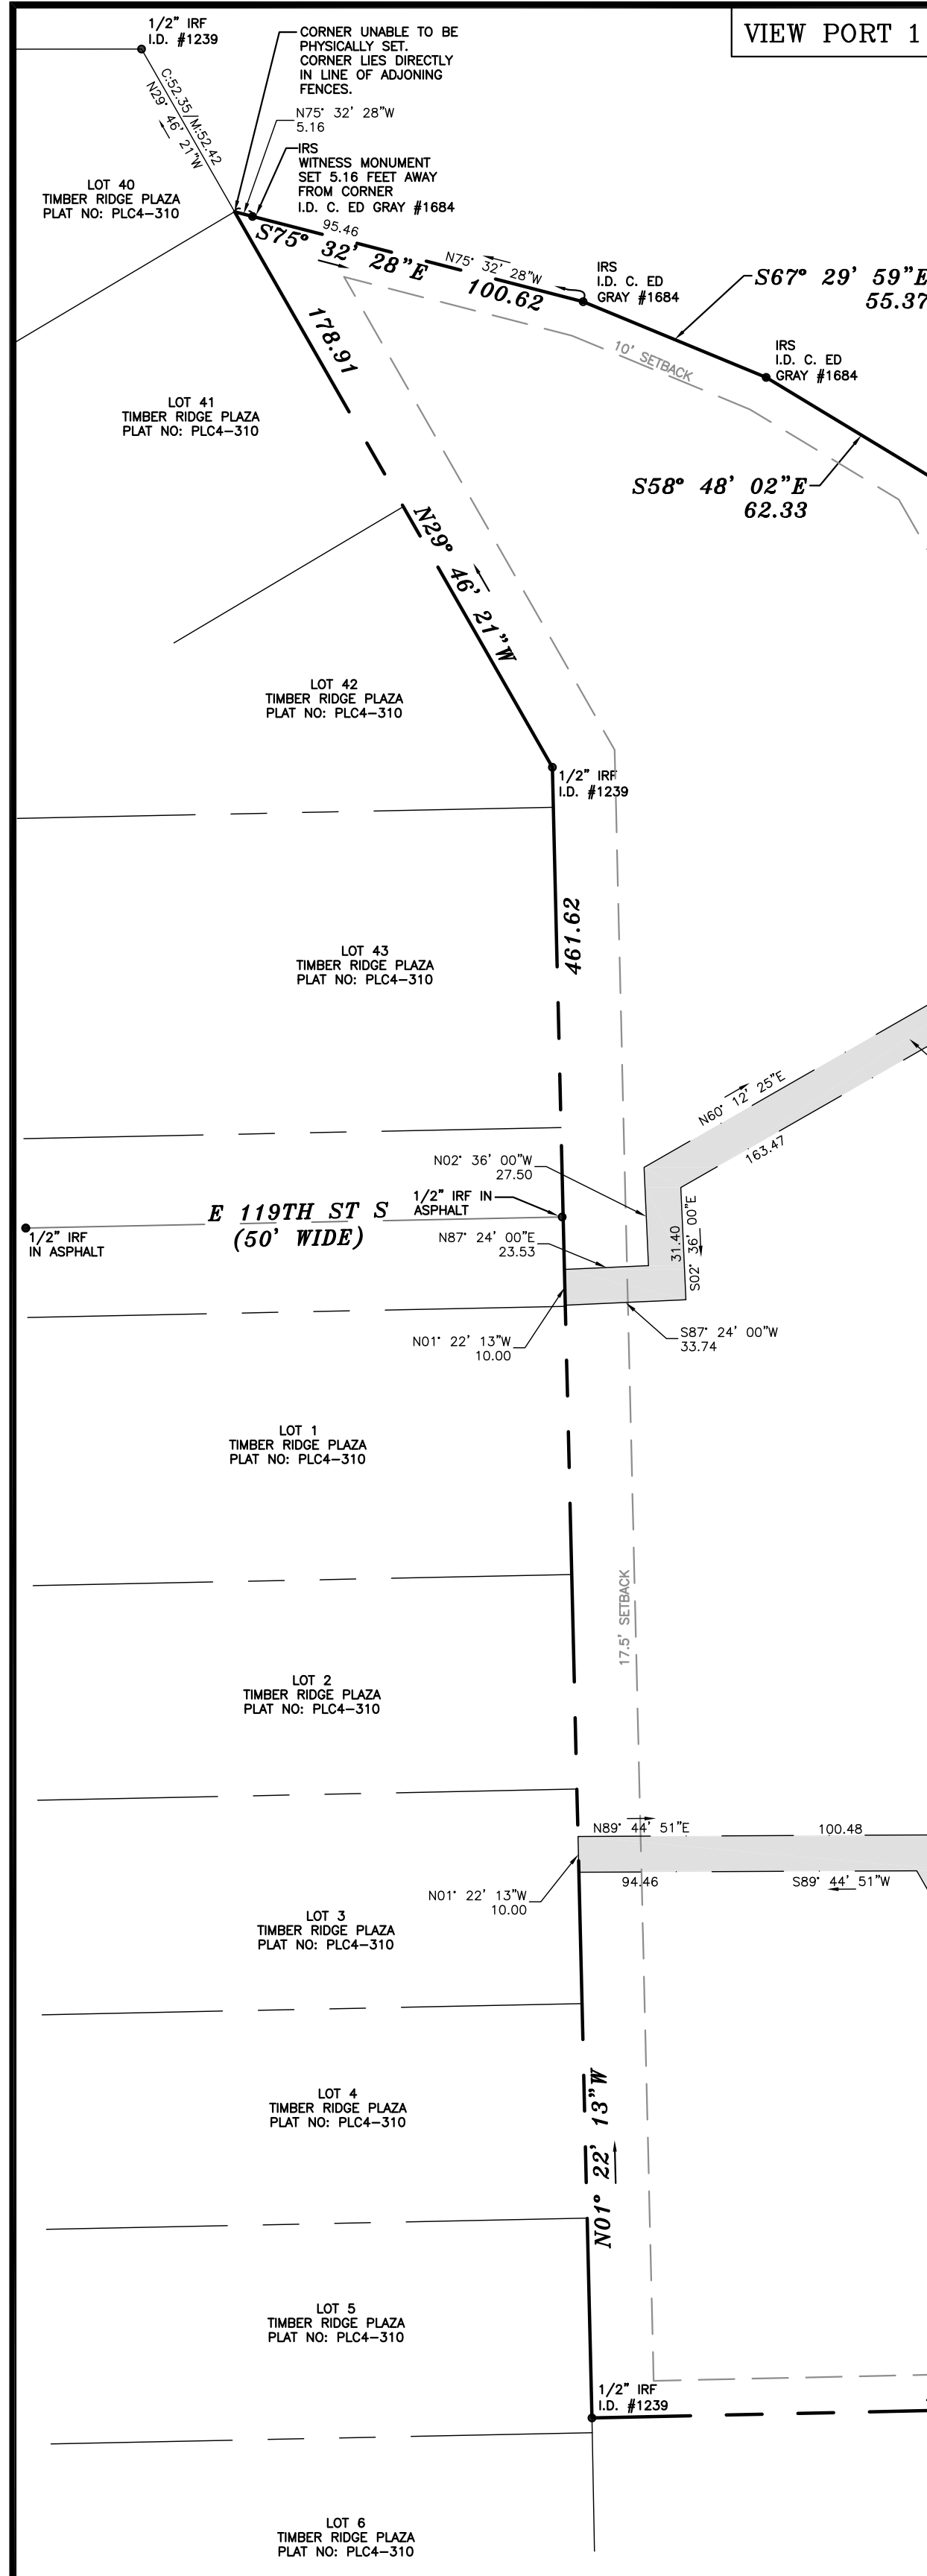 VIEW PORT 1
1/2" IRF
I.D. #1239
CORNER UNABLE TO BE
PHYSICALLY SET.
CORNER LIES DIRECTLY
IN LINE OF ADJONING
FENCES.
C:52.35/M:52.42
N29° 46' 21"W
N75° 32' 28"W
5.16
IRS
WITNESS MONUMENT
SET 5.16 FEET AWAY
FROM CORNER
I.D. C. ED GRAY #1684
LOT 40
TIMBER RIDGE PLAZA
PLAT NO: PLC4-310
95.46
S75° 32' 28"E
100.62
N75° 32' 28"W
IRS
I.D. C. ED
GRAY #1684
S67° 29' 59"E
55.37
178.91
10' SETBACK
IRS
I.D. C. ED
GRAY #1684
LOT 41
TIMBER RIDGE PLAZA
PLAT NO: PLC4-310
S58° 48' 02"E
62.33
N29° 46' 21"W
LOT 42
TIMBER RIDGE PLAZA
PLAT NO: PLC4-310
1/2" IRF
I.D. #1239
461.62
LOT 43
TIMBER RIDGE PLAZA
PLAT NO: PLC4-310
N60° 12' 25"E
163.47
N02° 36' 00"W
27.50
1/2" IRF IN
ASPHALT
E 119TH ST S
(50' WIDE)
1/2" IRF
IN ASPHALT
N87° 24' 00"E
23.53
31.40
S02° 36' 00"E
N01° 22' 13"W
10.00
S87° 24' 00"W
33.74
LOT 1
TIMBER RIDGE PLAZA
PLAT NO: PLC4-310
17.5' SETBACK
LOT 2
TIMBER RIDGE PLAZA
PLAT NO: PLC4-310
N89° 44' 51"E
100.48
94.46
S89° 44' 51"W
N01° 22' 13"W
10.00
LOT 3
TIMBER RIDGE PLAZA
PLAT NO: PLC4-310
LOT 4
TIMBER RIDGE PLAZA
PLAT NO: PLC4-310
N01° 22' 13"W
LOT 5
TIMBER RIDGE PLAZA
PLAT NO: PLC4-310
1/2" IRF
I.D. #1239
LOT 6
TIMBER RIDGE PLAZA
PLAT NO: PLC4-310